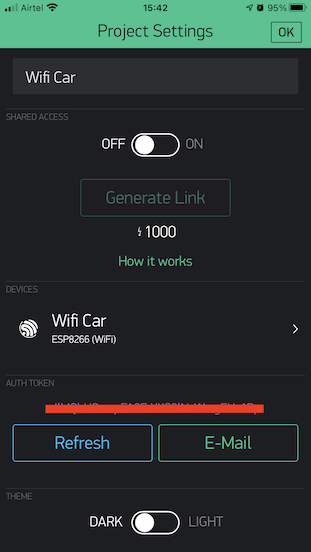 Airtel 15:42 95%
Project Settings OK
Wifi Car
SHARED ACCESS
OFF ON
Generate Link
1000
How it works
DEVICES
Wifi Car
ESP8266 (WiFi)
AUTH TOKEN
Refresh E-Mail
THEME
DARK LIGHT